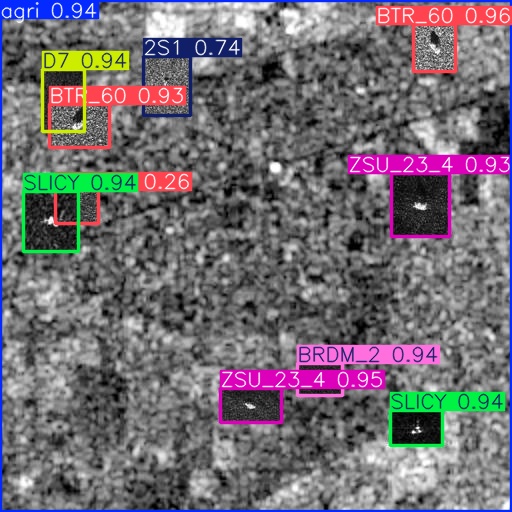 agri 0.94
BTR_60 0.96
2S1 0.74
D7 0.94
BTR_60 0.93
ZSU_23_4 0.93
SLICY 0.94
0.26
BRDM_2 0.94
ZSU_23_4 0.95
SLICY 0.94